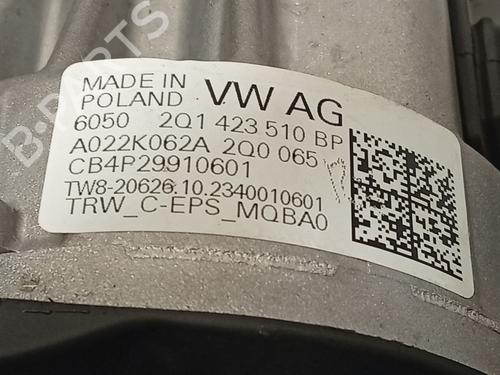 MADE IN
POLAND VW AG
6050 2Q1 423 510 BP
A022K062A 2Q0 065
CB4P29910601
TW8-20626.10.2340010601
TRW_C-EPS_MQBA0
B-PARTS